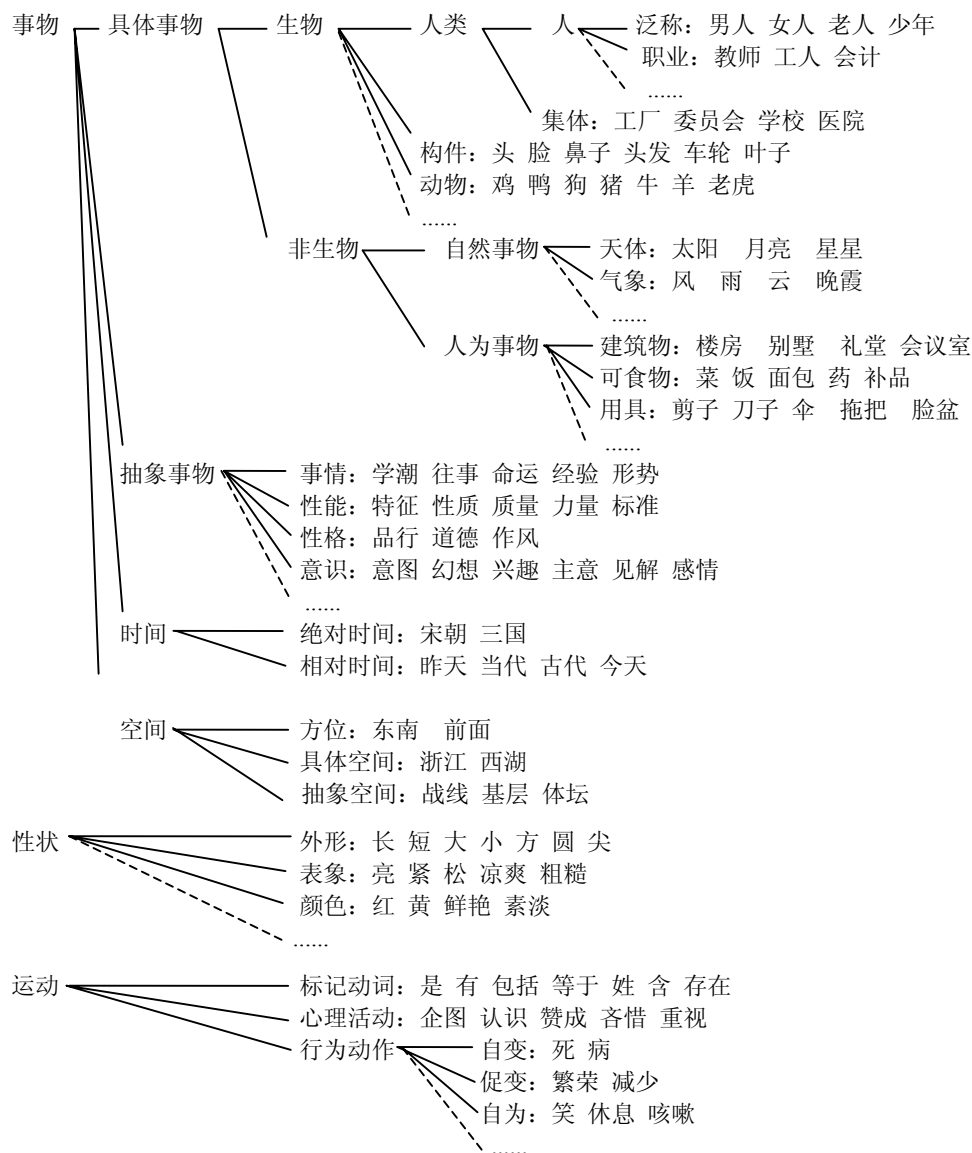 事物 具体事物 生物 人类 人 泛称：男人 女人 老人 少年
职业：教师 工人 会计
......
集体：工厂 委员会 学校 医院
构件：头 脸 鼻子 头发 车轮 叶子
动物：鸡 鸭 狗 猪 牛 羊 老虎
......
非生物 自然事物 天体：太阳 月亮 星星
气象：风 雨 云 晚霞
......
人为事物 建筑物：楼房 别墅 礼堂 会议室
可食物：菜 饭 面包 药 补品
用具：剪子 刀子 伞 拖把 脸盆
......
抽象事物 事情：学潮 往事 命运 经验 形势
性能：特征 性质 质量 力量 标准
性格：品行 道德 作风
意识：意图 幻想 兴趣 主意 见解 感情
......
时间 绝对时间：宋朝 三国
相对时间：昨天 当代 古代 今天
空间 方位：东南 前面
具体空间：浙江 西湖
抽象空间：战线 基层 体坛
性状 外形：长 短 大 小 方 圆 尖
表象：亮 紧 松 凉爽 粗糙
颜色：红 黄 鲜艳 素淡
......
运动 标记动词：是 有 包括 等于 姓 含 存在
心理活动：企图 认识 赞成 吝惜 重视
行为动作 自变：死 病
促变：繁荣 减少
自为：笑 休息 咳嗽
......